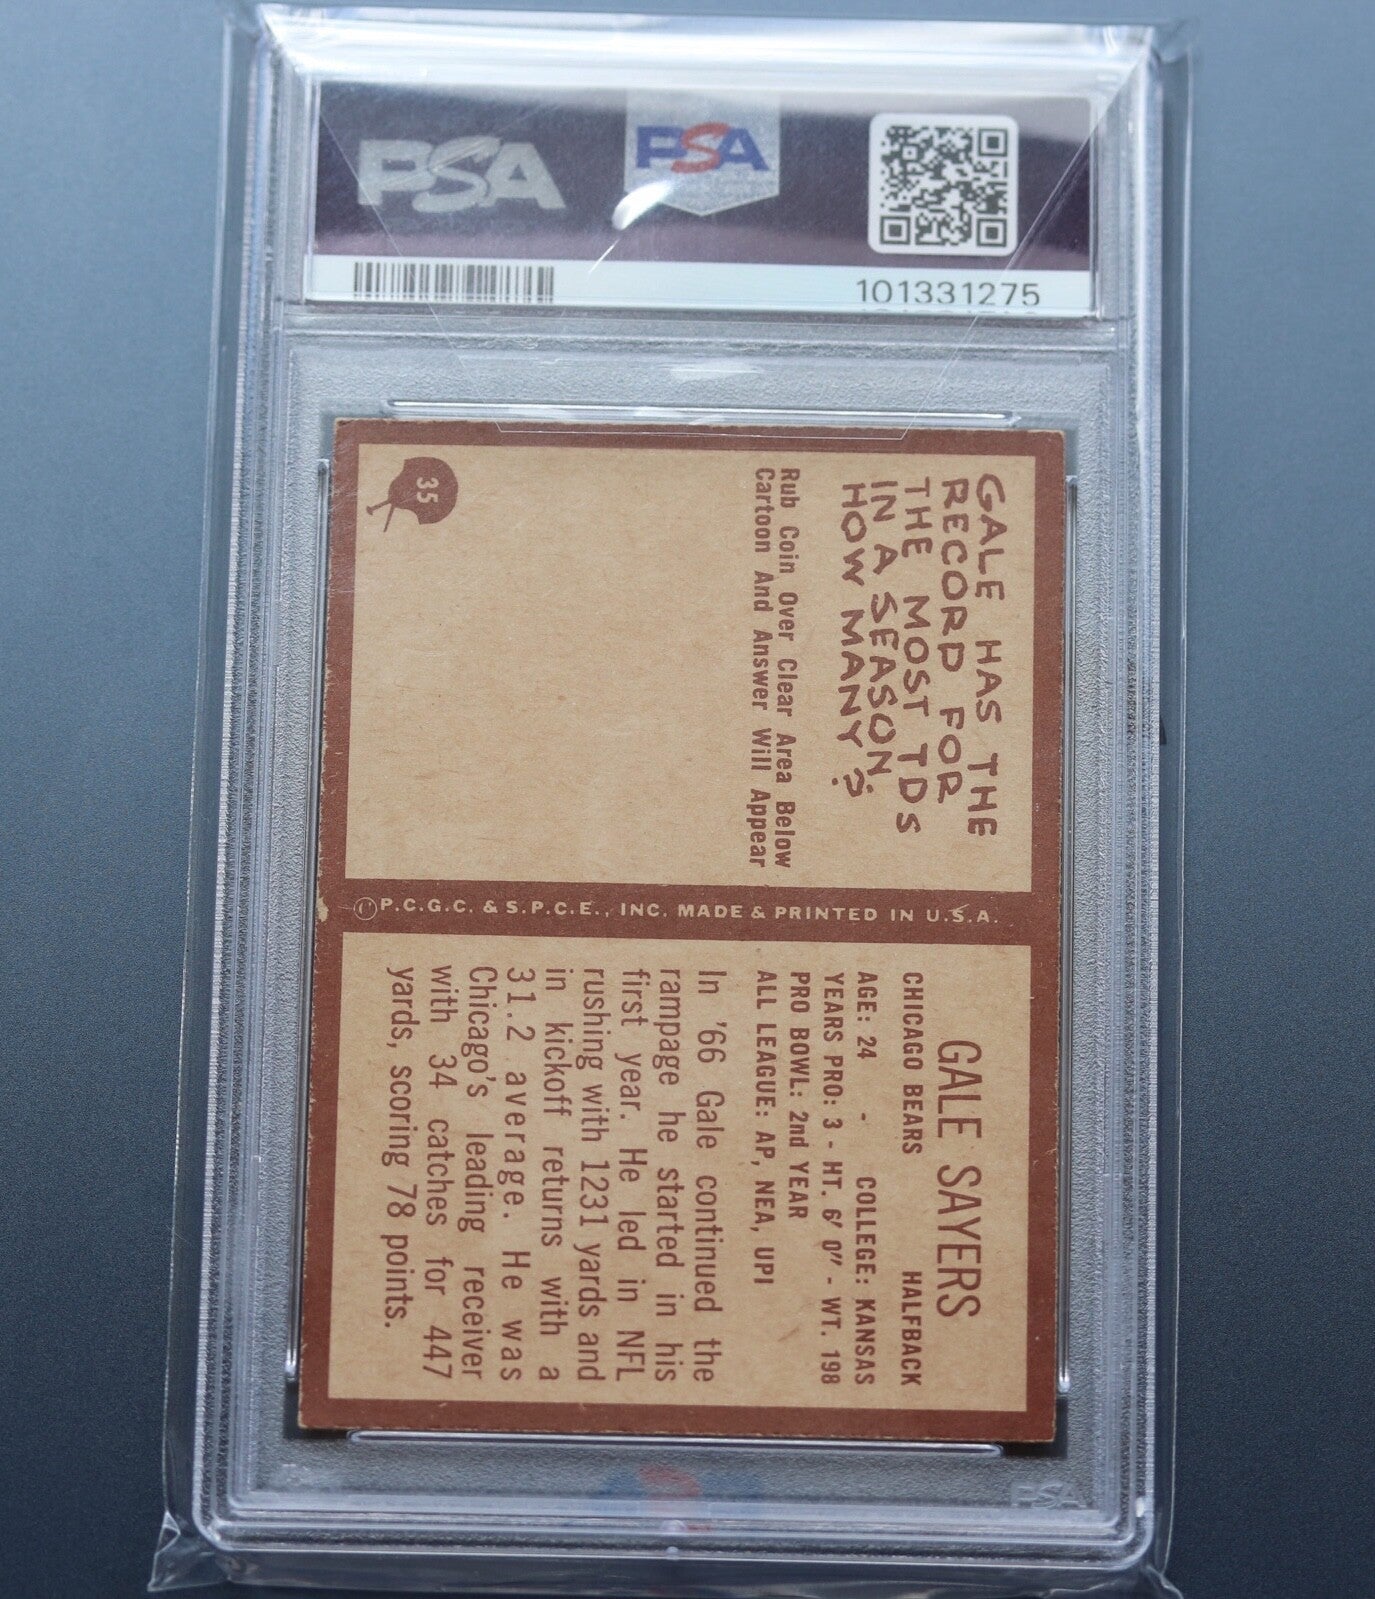 PSA
PSA
101331275
GALE HAS THE
RECORD FOR
THE MOST TDS
IN A SEASON.
HOW MANY?
Rub Coin Over Clear Area Below
Cartoon And Answer Will Appear
35
© P.C.G.C. & S.P.C.E., INC. MADE & PRINTED IN U.S.A.
GALE SAYERS
CHICAGO BEARS HALFBACK
AGE: 24 - COLLEGE: KANSAS
YEARS PRO: 3 - HT. 6' 0" - WT. 198
PRO BOWL: 2nd YEAR
ALL LEAGUE: AP, NEA, UPI
In '66 Gale continued the
rampage he started in his
first year. He led in NFL
rushing with 1231 yards and
in kickoff returns with a
31.2 average. He was
Chicago's leading receiver
with 34 catches for 447
yards, scoring 78 points.
PSA